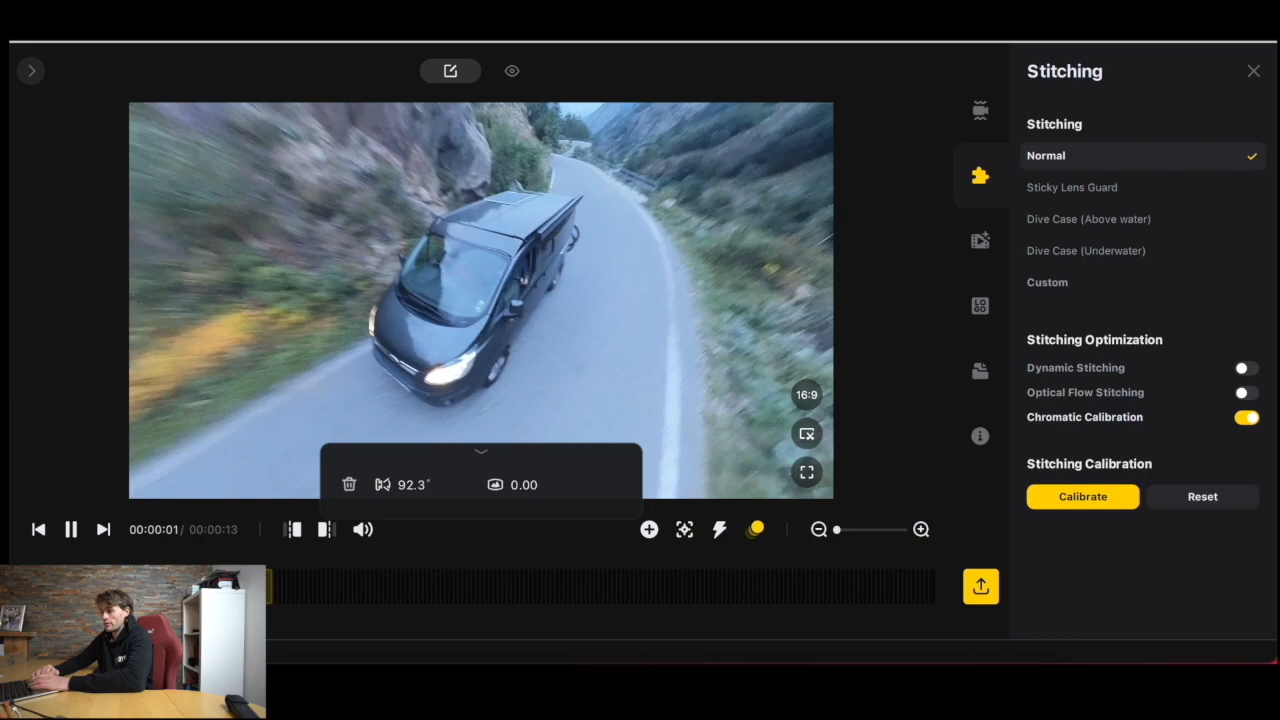 Stitching
Stitching
Normal
Sticky Lens Guard
Dive Case (Above water)
Dive Case (Underwater)
Custom
LO
GO
Stitching Optimization
Dynamic Stitching
Optical Flow Stitching
Chromatic Calibration
Stitching Calibration
Calibrate
Reset
16:9
92.3°
0.00
00:00:01 / 00:00:13